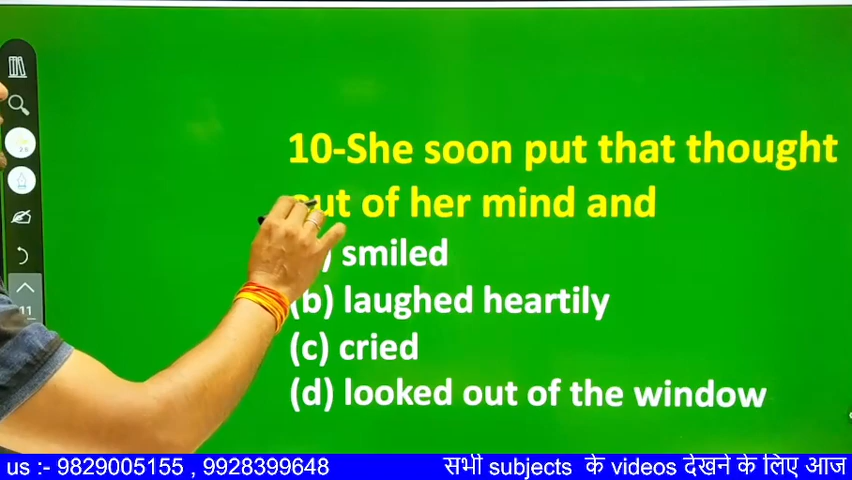 10-She soon put that thought
out of her mind and
smiled
(b) laughed heartily
(c) cried
(d) looked out of the window
us :- 9829005155 , 9928399648 सभी subjects के videos देखने के लिए आज